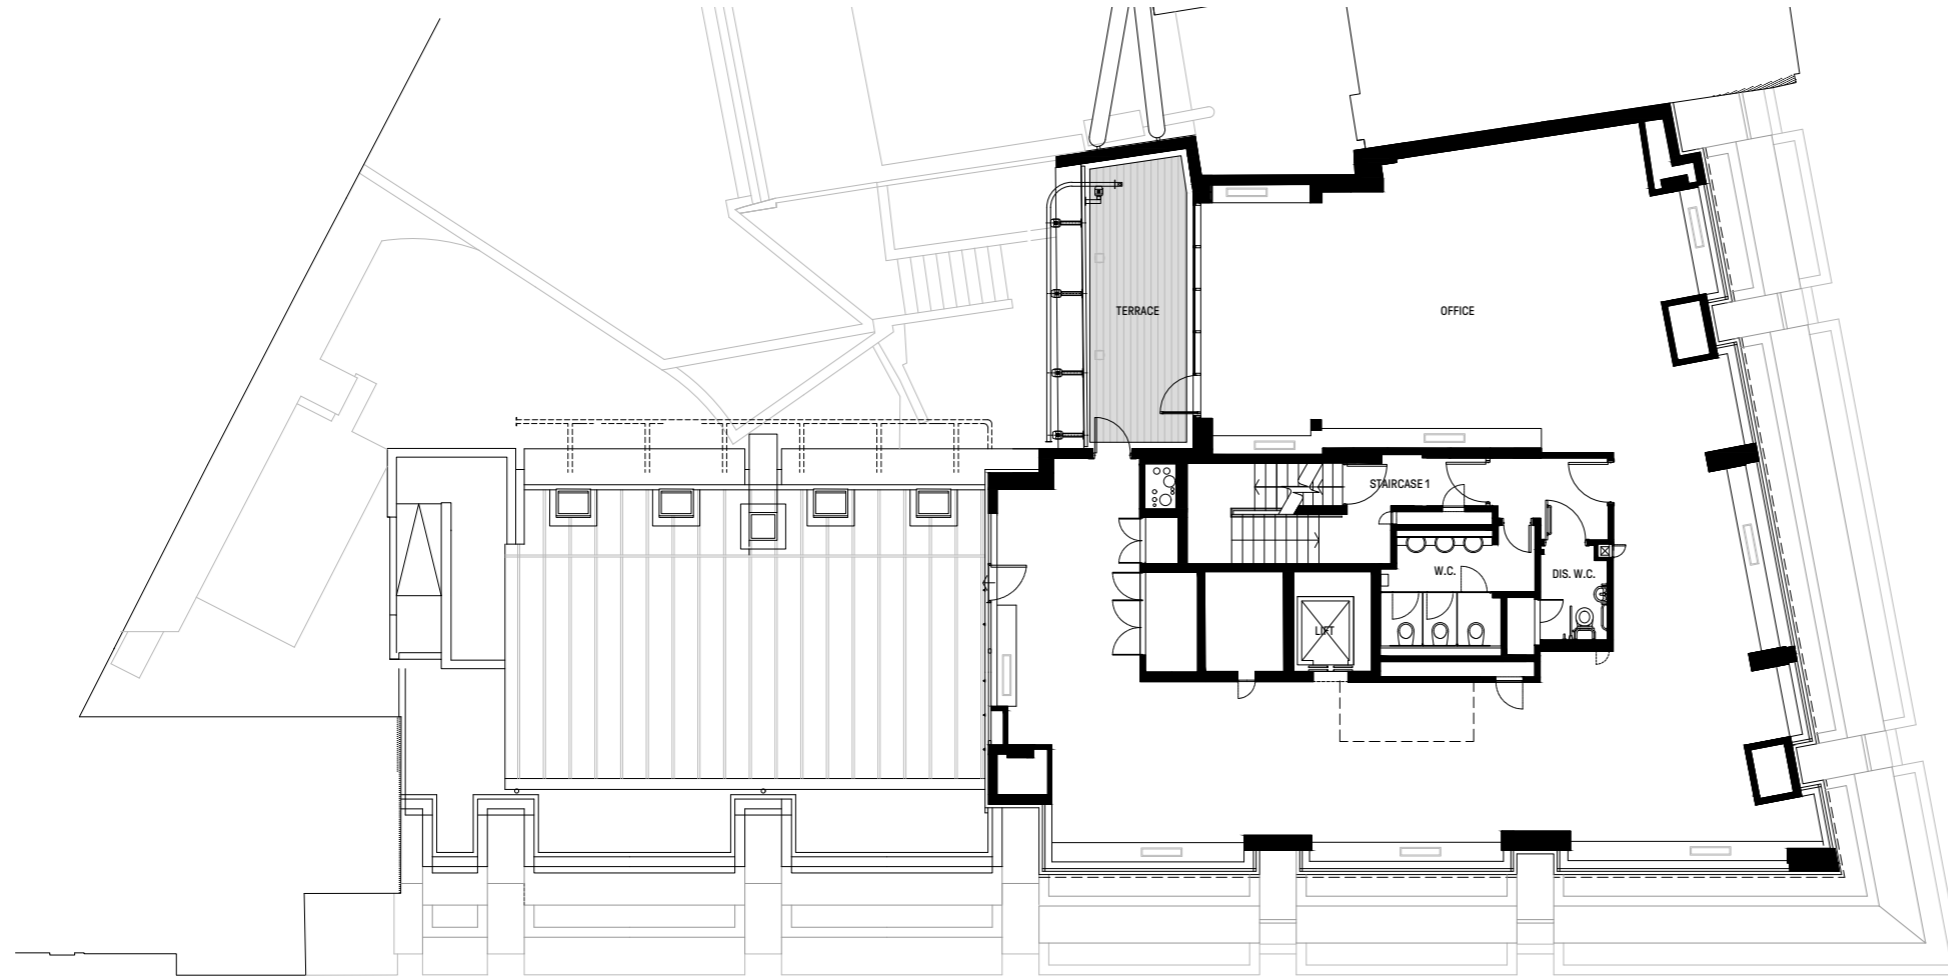 TERRACE
OFFICE
STAIRCASE 1
W.C.
DIS. W.C.
LIFT